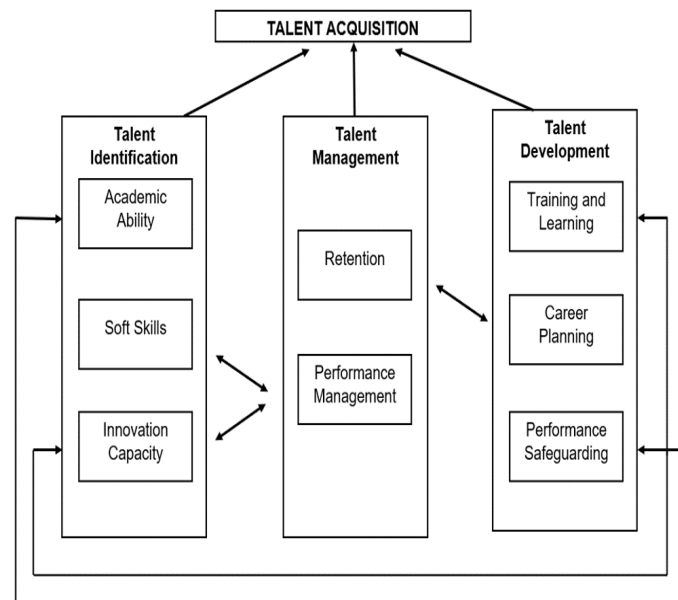 TALENT ACQUISITION
Talent
Identification
Academic
Ability
Soft Skills
Innovation
Capacity
Talent
Management
Retention
Performance
Management
Talent
Development
Training and
Learning
Career
Planning
Performance
Safeguarding